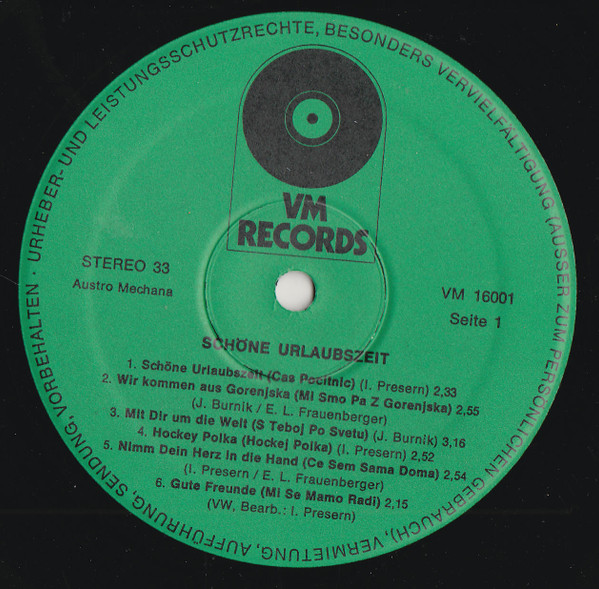 URHEBER- UND LEISTUNGSSCHUTZRECHTE, BESONDERS VERVIELFÄLTIGUNG (AUSSER ZUM PERSÖNLICHEN GEBRAUCH), VERMIETUNG, AUFFÜHRUNG, SENDUNG, VORBEHALTEN ·
VM
RECORDS
STEREO 33
Austro Mechana
VM 16001
Seite 1
SCHÖNE URLAUBSZEIT
1. Schöne Urlaubszeit (Cas Pocitnic) (I. Presern) 2,33
2. Wir kommen aus Gorenjska (Mi Smo Pa Z Gorenjska) 2,55
(J. Burnik / E. L. Frauenberger)
3. Mit Dir um die Welt (S Teboj Po Svetu) (J. Burnik) 3,16
4. Hockey Polka (Hockej Polka) (I. Presern) 2,52
5. Nimm Dein Herz in die Hand (Ce Sem Sama Doma) 2,54
(I. Presern / E. L. Frauenberger)
6. Gute Freunde (Mi Se Mamo Radi) 2,15
(VW, Bearb.: I. Presern)